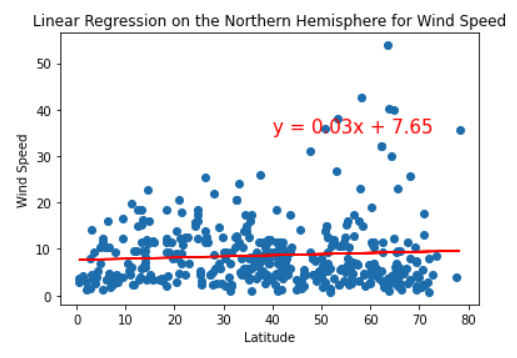 Linear Regression on the Northern Hemisphere for Wind Speed
50
40
y = 0.03x + 7.65
30
20
10
0
Wind Speed
0 10 20 30 40 50 60 70 80
Latitude